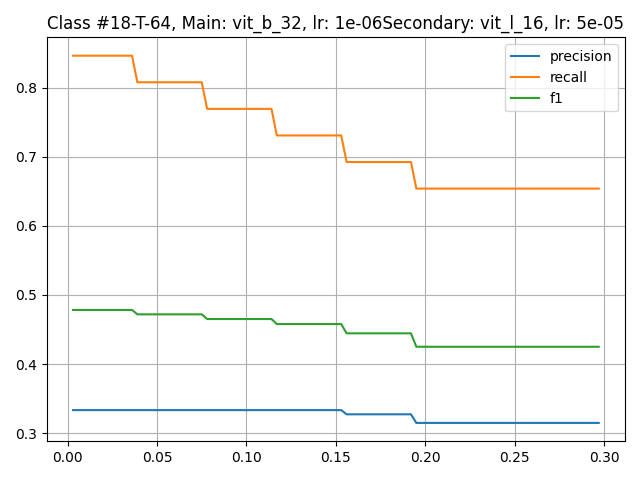 Class #18-T-64, Main: vit_b_32, lr: 1e-06Secondary: vit_l_16, lr: 5e-05
precision
recall
f1
0.8
0.7
0.6
0.5
0.4
0.3
0.00 0.05 0.10 0.15 0.20 0.25 0.30